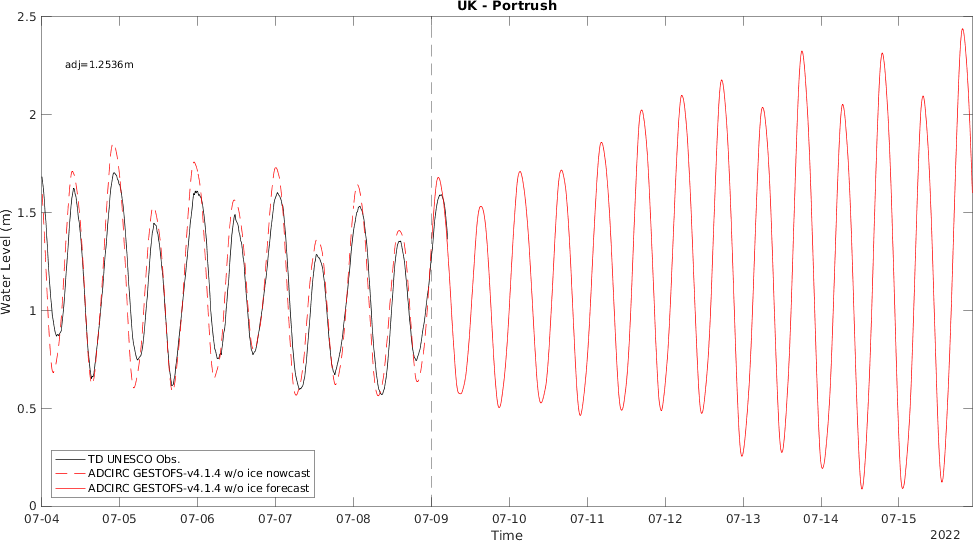 UK - Portrush
2.5
adj=1.2536m
2
1.5
Water Level (m)
1
0.5
TD UNESCO Obs.
ADCIRC GESTOFS-v4.1.4 w/o ice nowcast
ADCIRC GESTOFS-v4.1.4 w/o ice forecast
0
07-04 07-05 07-06 07-07 07-08 07-09 07-10 07-11 07-12 07-13 07-14 07-15
Time
2022